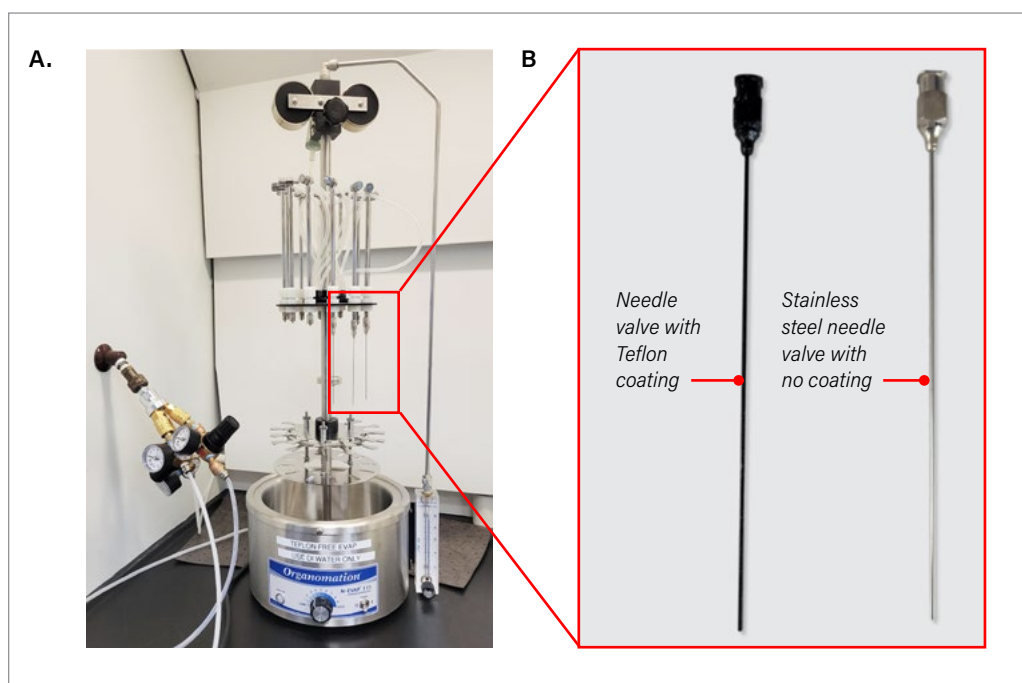 A.
B
Needle
valve with
Teflon
coating
Stainless
steel needle
valve with
no coating
TEFLON FREE EVAP
USE DI WATER ONLY
Organomation
N-EVAP